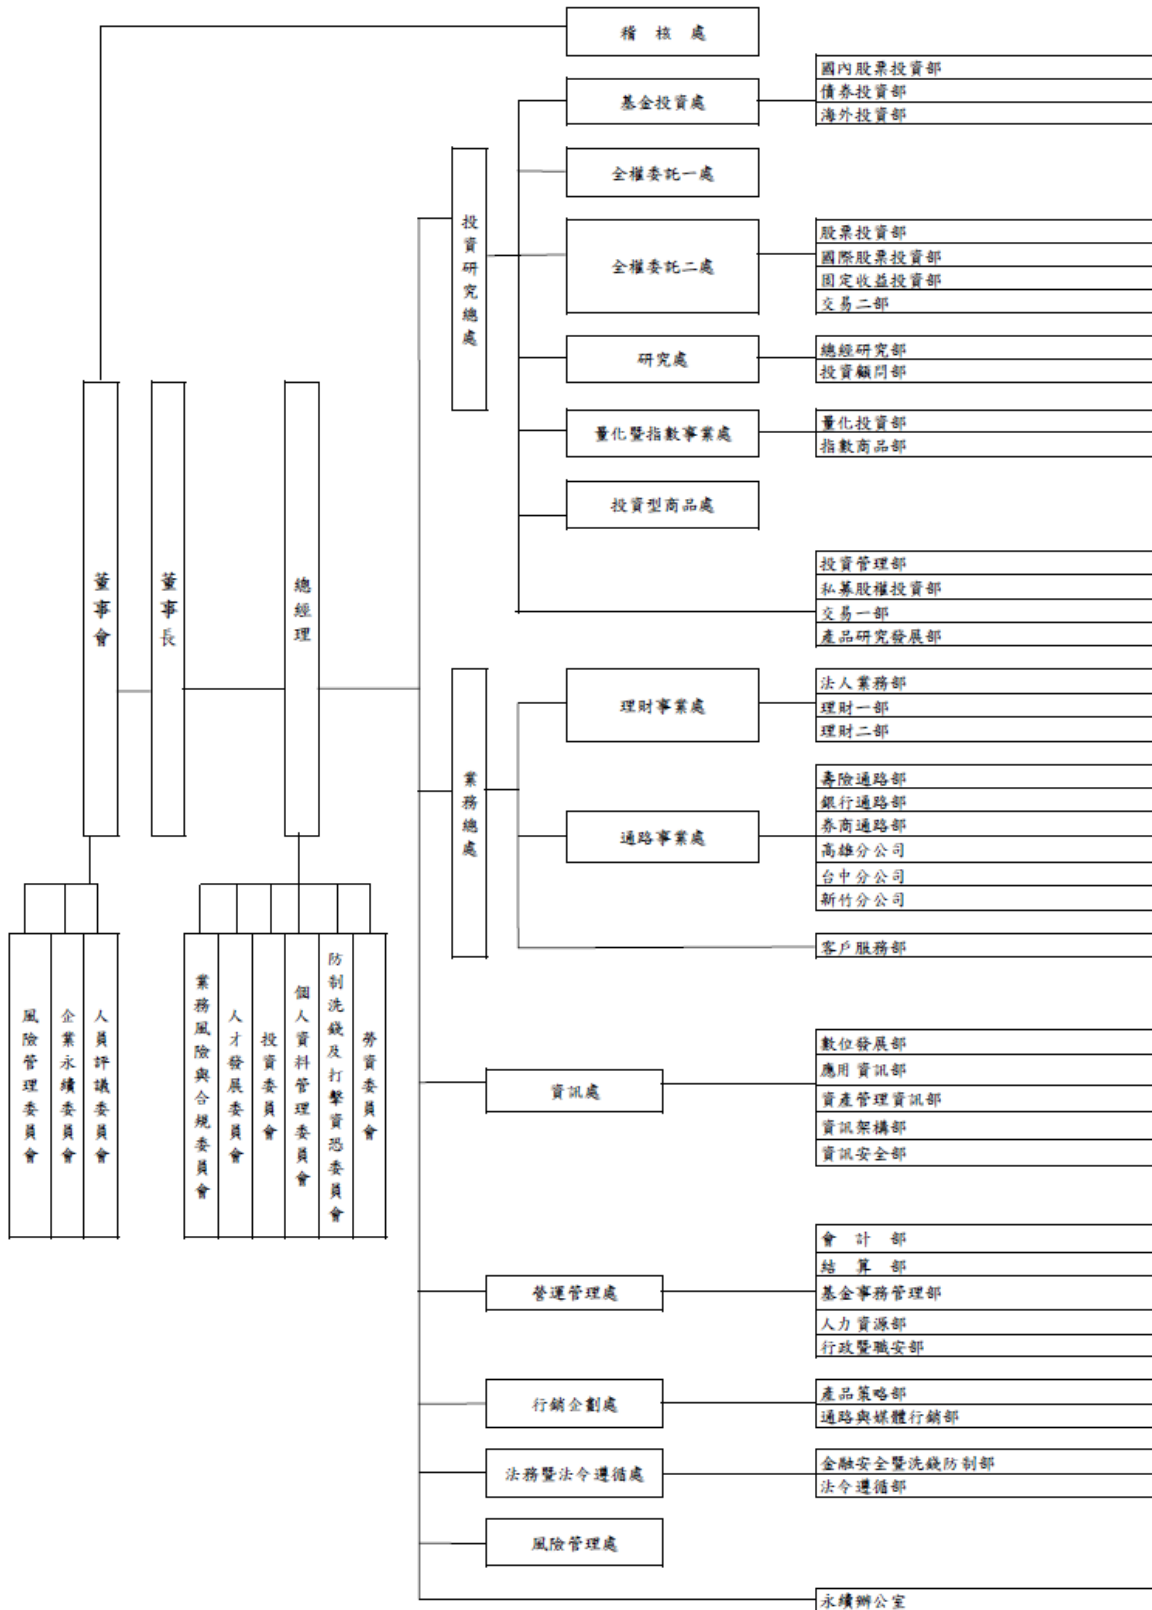 稽核處
基金投資處
國內股票投資部
債券投資部
海外投資部
全權委託一處
投資研究總處
全權委託二處
股票投資部
國際股票投資部
固定收益投資部
交易二部
研究處
總經研究部
投資顧問部
量化暨指數事業處
量化投資部
指數商品部
投資型商品處
董事會
董事長
總經理
投資管理部
私募股權投資部
交易一部
產品研究發展部
業務總處
理財事業處
法人業務部
理財一部
理財二部
通路事業處
壽險通路部
銀行通路部
券商通路部
高雄分公司
台中分公司
新竹分公司
客戶服務部
風險管理委員會
企業永續委員會
人員評議委員會
業務風險與合規委員會
人才發展委員會
投資委員會
個人資料管理委員會
防制洗錢及打擊資恐委員會
勞資委員會
資訊處
數位發展部
應用資訊部
資產管理資訊部
資訊架構部
資訊安全部
營運管理處
會計部
結算部
基金事務管理部
人力資源部
行政暨職安部
行銷企劃處
產品策略部
通路與媒體行銷部
法務暨法令遵循處
金融安全暨洗錢防制部
法令遵循部
風險管理處
永續辦公室